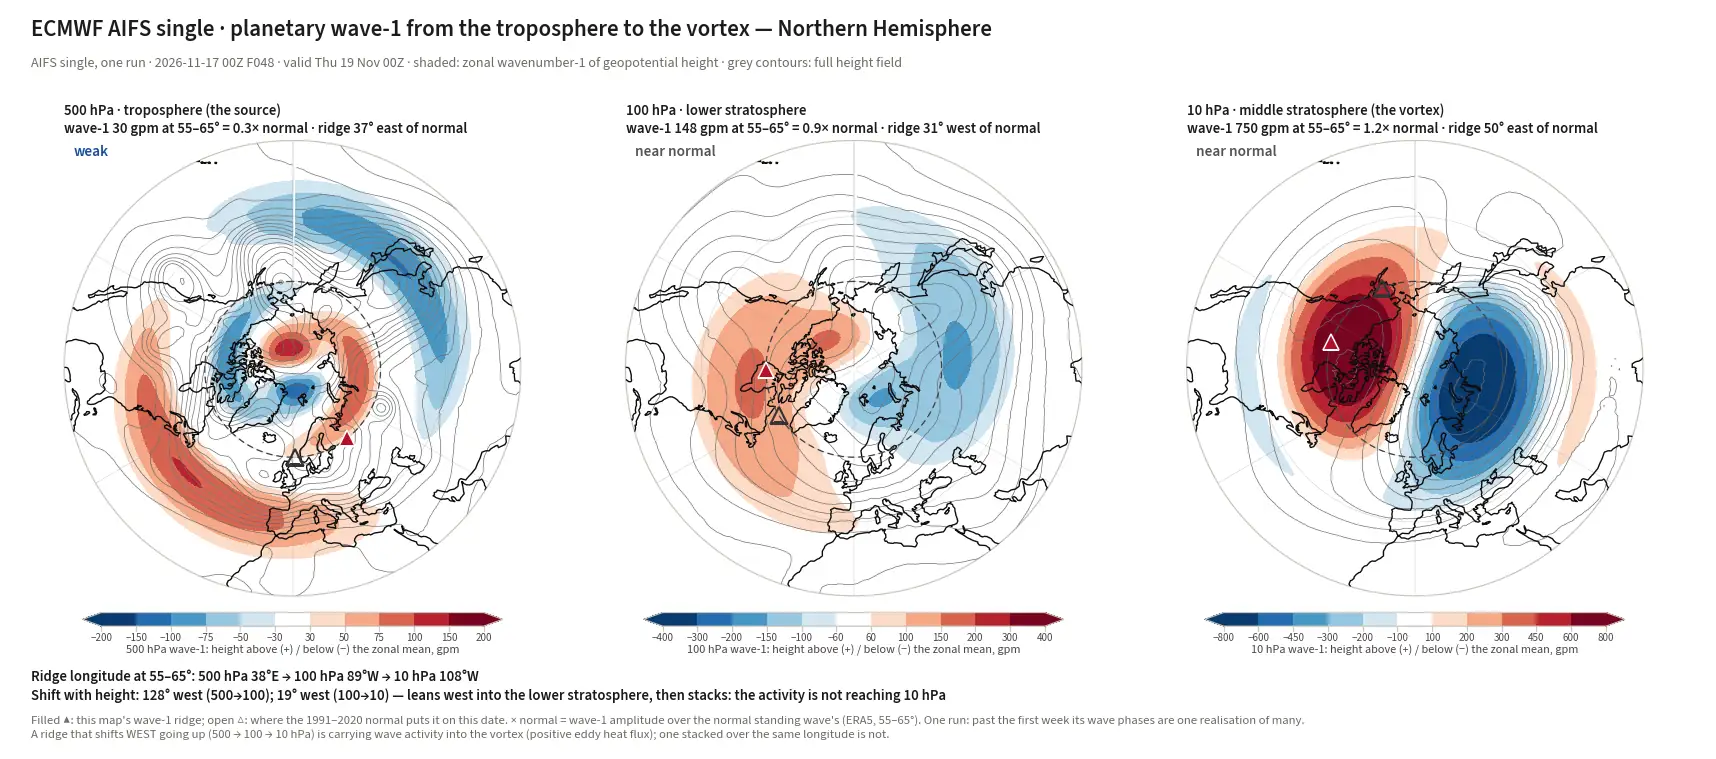 ECMWF AIFS single · planetary wave-1 from the troposphere to the vortex — Northern Hemisphere
AIFS single, one run · 2026-11-17 00Z F048 · valid Thu 19 Nov 00Z · shaded: zonal wavenumber-1 of geopotential height · grey contours: full height field
500 hPa · troposphere (the source)
wave-1 30 gpm at 55–65° = 0.3× normal · ridge 37° east of normal
weak
100 hPa · lower stratosphere
wave-1 148 gpm at 55–65° = 0.9× normal · ridge 31° west of normal
near normal
10 hPa · middle stratosphere (the vortex)
wave-1 750 gpm at 55–65° = 1.2× normal · ridge 50° east of normal
near normal
−200 −150 −100 −75 −50 −30 30 50 75 100 150 200
500 hPa wave-1: height above (+) / below (−) the zonal mean, gpm
−400 −300 −200 −150 −100 −60 60 100 150 200 300 400
100 hPa wave-1: height above (+) / below (−) the zonal mean, gpm
−800 −600 −450 −300 −200 −100 100 200 300 450 600 800
10 hPa wave-1: height above (+) / below (−) the zonal mean, gpm
Ridge longitude at 55–65°: 500 hPa 38°E → 100 hPa 89°W → 10 hPa 108°W
Shift with height: 128° west (500→100); 19° west (100→10) — leans west into the lower stratosphere, then stacks: the activity is not reaching 10 hPa
Filled ▲: this map's wave-1 ridge; open △: where the 1991–2020 normal puts it on this date. × normal = wave-1 amplitude over the normal standing wave's (ERA5, 55–65°). One run: past the first week its wave phases are one realisation of many.
A ridge that shifts WEST going up (500 → 100 → 10 hPa) is carrying wave activity into the vortex (positive eddy heat flux); one stacked over the same longitude is not.